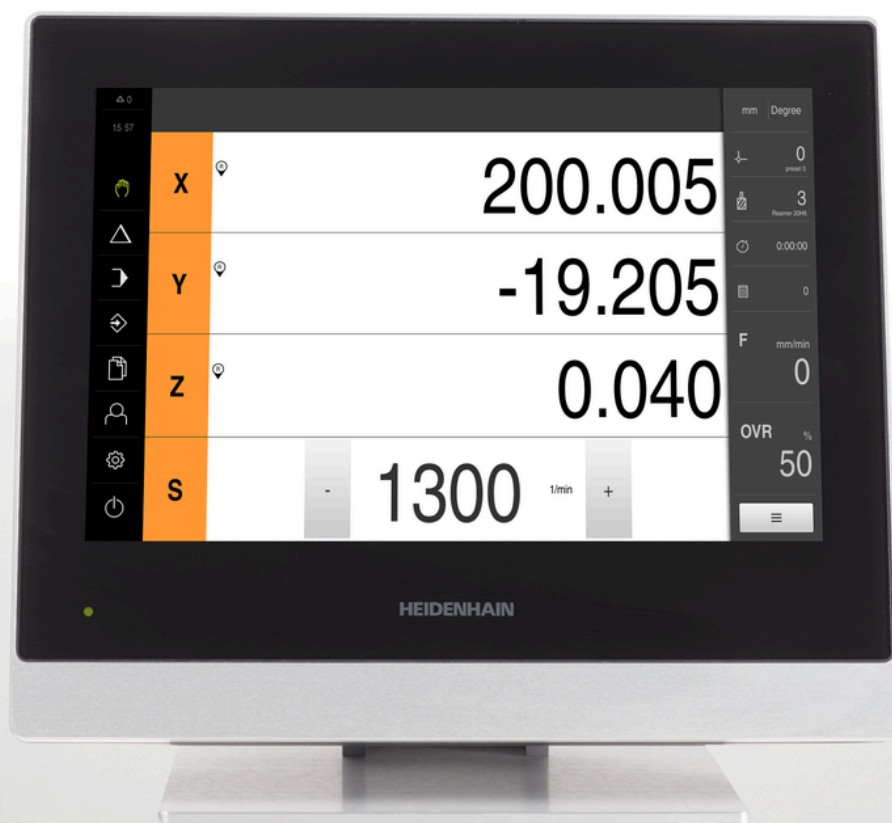 0
15 57
X R 200.005
Y R -19.205
Z R 0.040
S - 1300 1/min +
mm Degree
0
preset 0
3
Reamer 20H6
0:00:00
0
F mm/min
0
OVR %
50
HEIDENHAIN